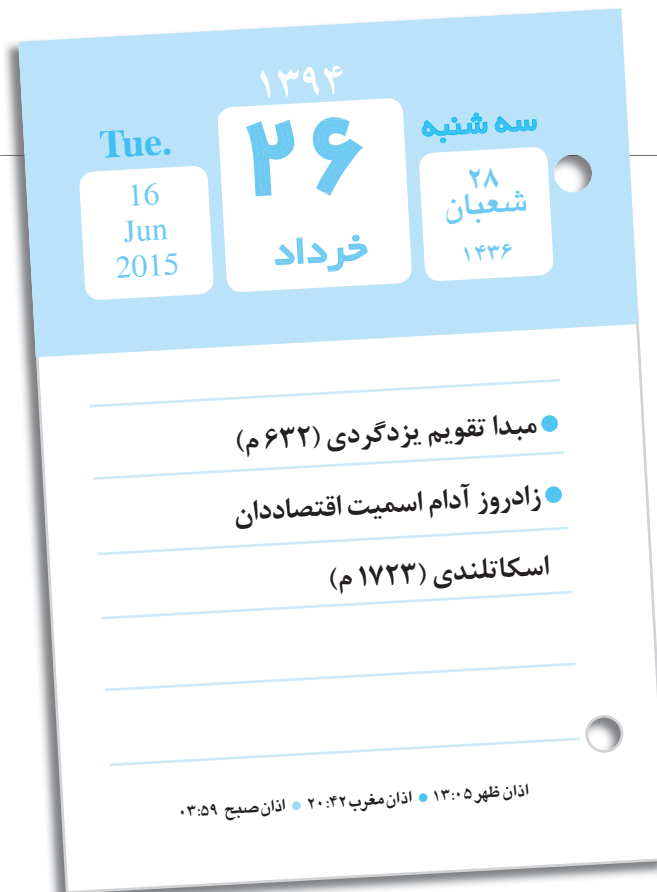 ۱۳۹۴
سه شنبه
۲۶
Tue.
۲۸
شعبان
۱۴۳۶
خرداد
16
Jun
2015
مبدا تقویم یزدگردی (۶۳۲ م)
زادروز آدام اسمیت اقتصاددان
اسکاتلندی (۱۷۲۳ م)
اذان ظهر ۱۳:۰۵ ● اذان مغرب ۲۰:۴۲ ● اذان صبح ۰۳:۵۹